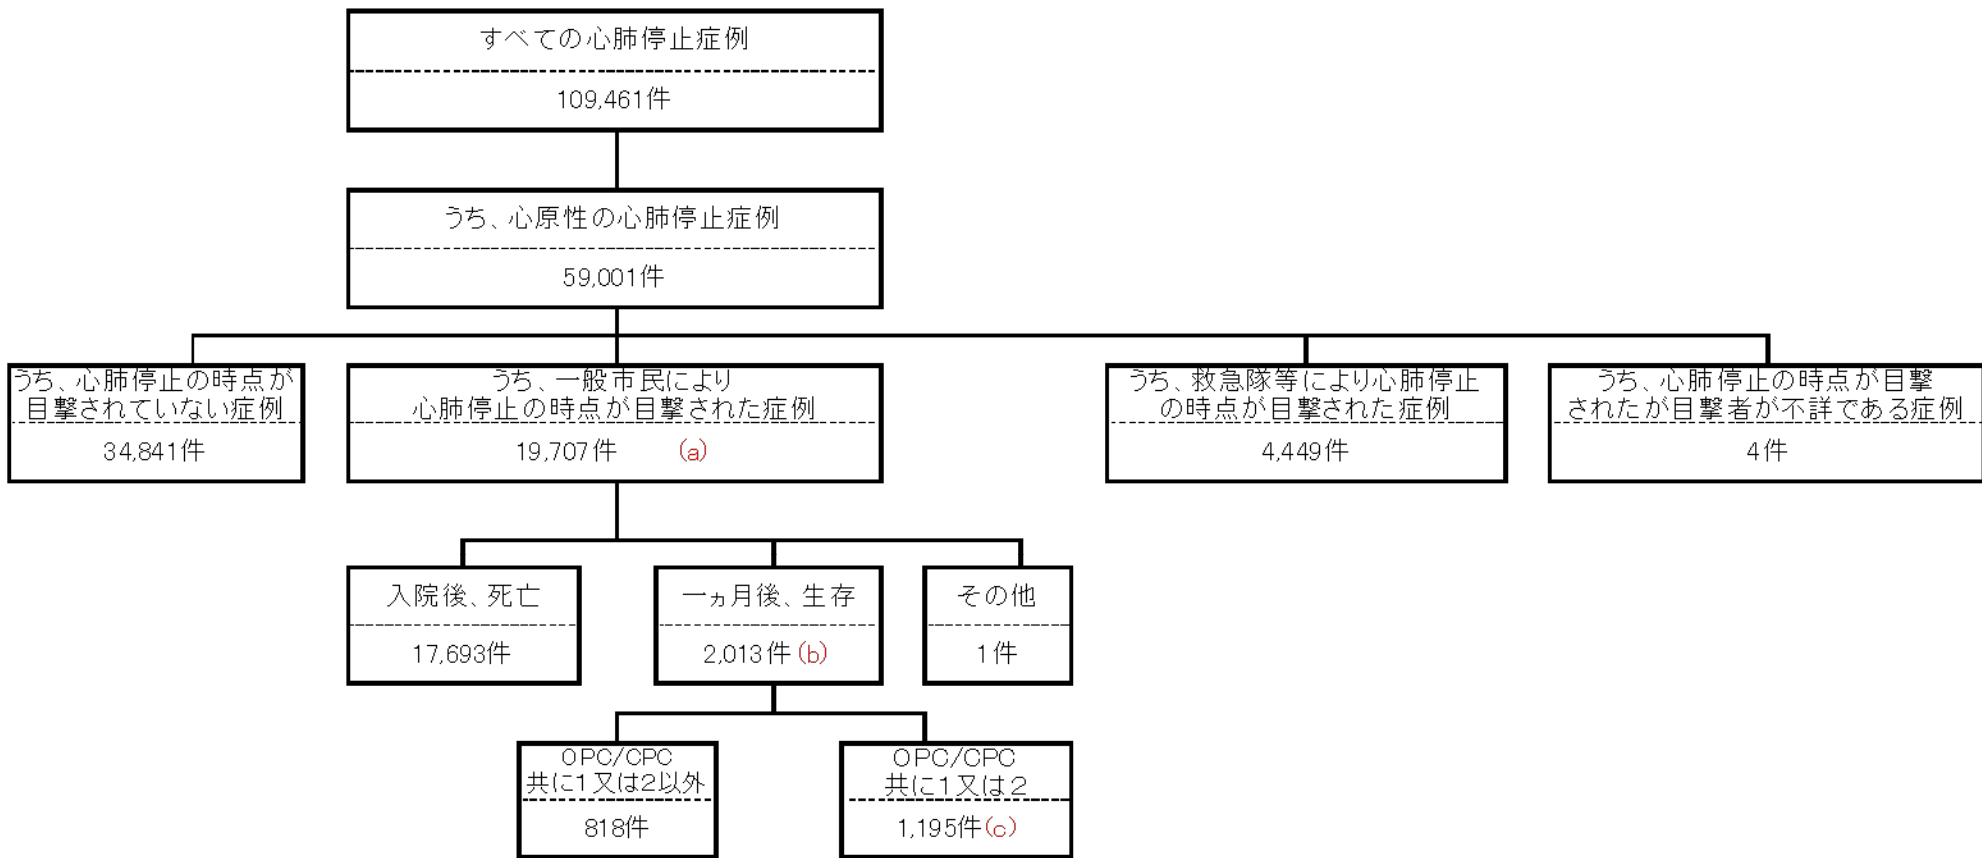 すべての心肺停止症例
109,461件
うち、心原性の心肺停止症例
59,001件
うち、心肺停止の時点が
目撃されていない症例
34,841件
うち、一般市民により
心肺停止の時点が目撃された症例
19,707件 (a)
うち、救急隊等により心肺停止
の時点が目撃された症例
4,449件
うち、心肺停止の時点が目撃
されたが目撃者が不詳である症例
4件
入院後、死亡
17,693件
一ヵ月後、生存
2,013件 (b)
その他
1件
OPC/CPC
共に1又は2以外
818件
OPC/CPC
共に1又は2
1,195件(c)